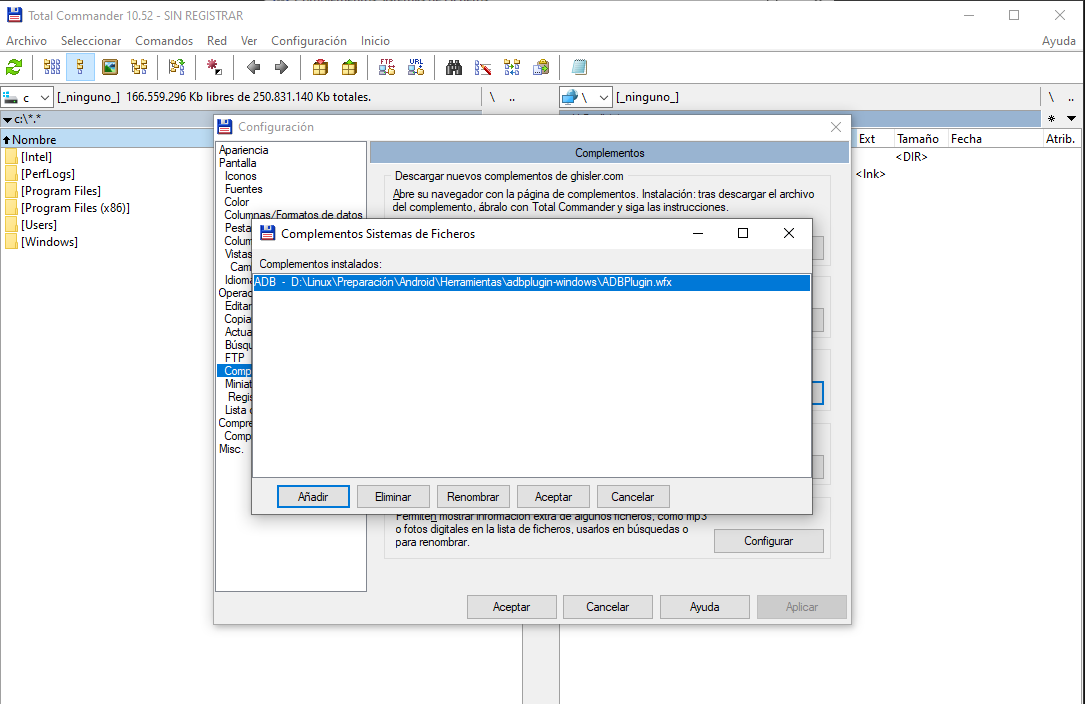 Total Commander 10.52 - SIN REGISTRAR
Archivo Seleccionar Comandos Red Ver Configuración Inicio Ayuda
FTP URL
c [_ninguno_] 166.559.296 Kb libres de 250.831.140 Kb totales. \ .. \ [_ninguno_] \ ..
c:\*.* * 
Nombre Ext Tamaño Fecha Atrib.
[Intel] <DIR>
[PerfLogs] <lnk>
[Program Files]
[Program Files (x86)]
[Users]
[Windows]
Configuración
Apariencia
Pantalla
Iconos
Fuentes
Color
Columnas/Formatos de datos
Pesta
Colum
Vistas
Cam
Idioma
Operac
Editar
Copia
Actua
Búsqu
FTP
Comp
Miniat
Regis
Lista
Compre
Comp
Misc.
Complementos
Descargar nuevos complementos de ghisler.com
Abre su navegador con la página de complementos. Instalación: tras descargar el archivo
del complemento, ábralo con Total Commander y siga las instrucciones.
Complementos Sistemas de Ficheros
Complementos instalados:
ADB - D:\Linux\Preparación\Android\Herramientas\adbplugin-windows\ADBPlugin.wfx
Añadir Eliminar Renombrar Aceptar Cancelar
Permiten mostrar información extra de algunos ficheros, como mp3
o fotos digitales en la lista de ficheros, usarlos en búsquedas o
para renombrar.
Configurar
Aceptar Cancelar Ayuda Aplicar